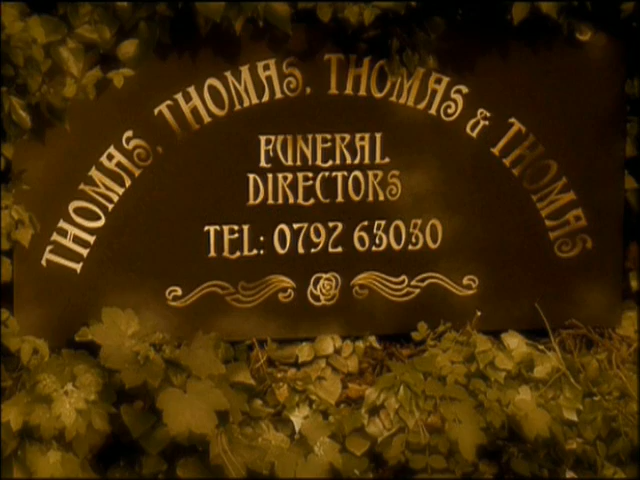 THOMAS, THOMAS, THOMAS & THOMAS
FUNERAL
DIRECTORS
TEL: 0792 63030